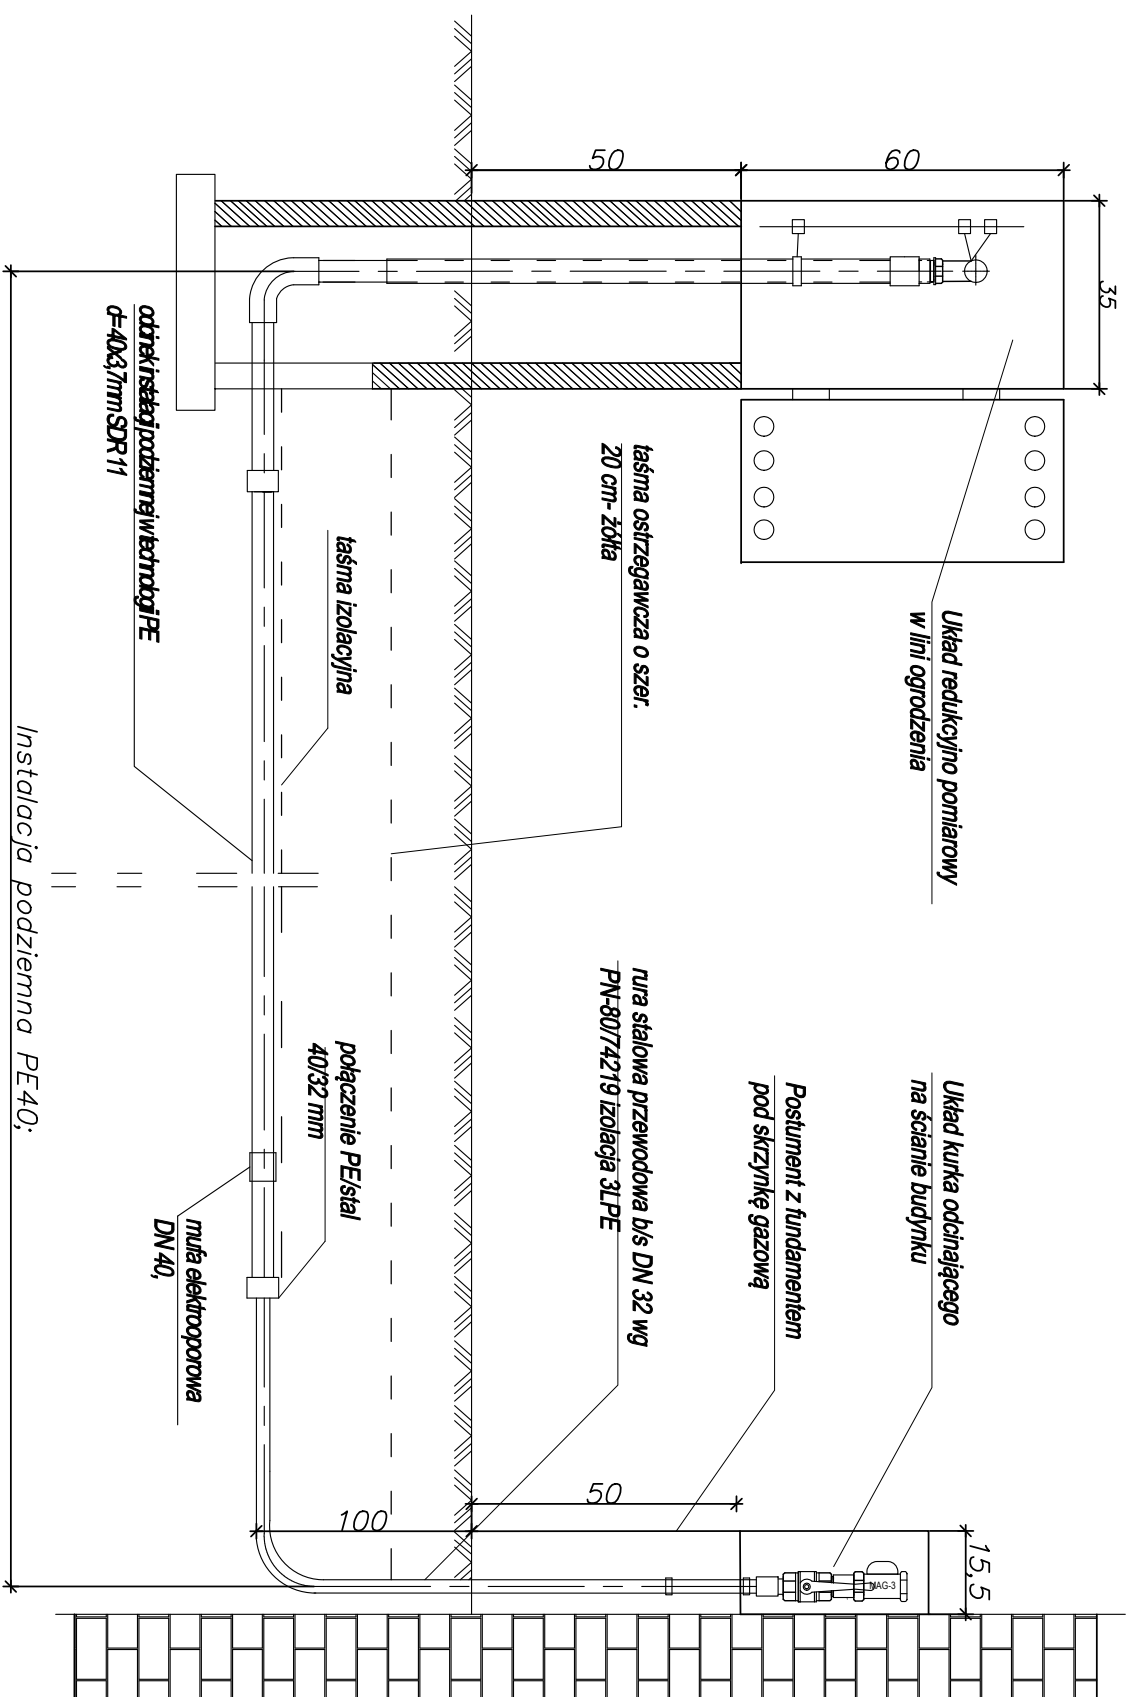 60
50
35
Układ redukcyjno pomiarowy
w lini ogrodzenia
taśma ostrzegawcza o szer.
20 cm- żółta
taśma izolacyjna
odcinek instalacji podziemnej w technologi PE
d=40x3,7mm SDR11
Układ kurka odcinającego
na ścianie budynku
Postument z fundamentem
pod skrzynkę gazową
rura stalowa przewodowa b/s DN 32 wg
PN-80/74219 izolacja 3LPE
połączenie PE/stal
40/32 mm
mufa elektrooporowa
DN 40,
15,5
50
100
MAG-3
Instalacja podziemna PE40;